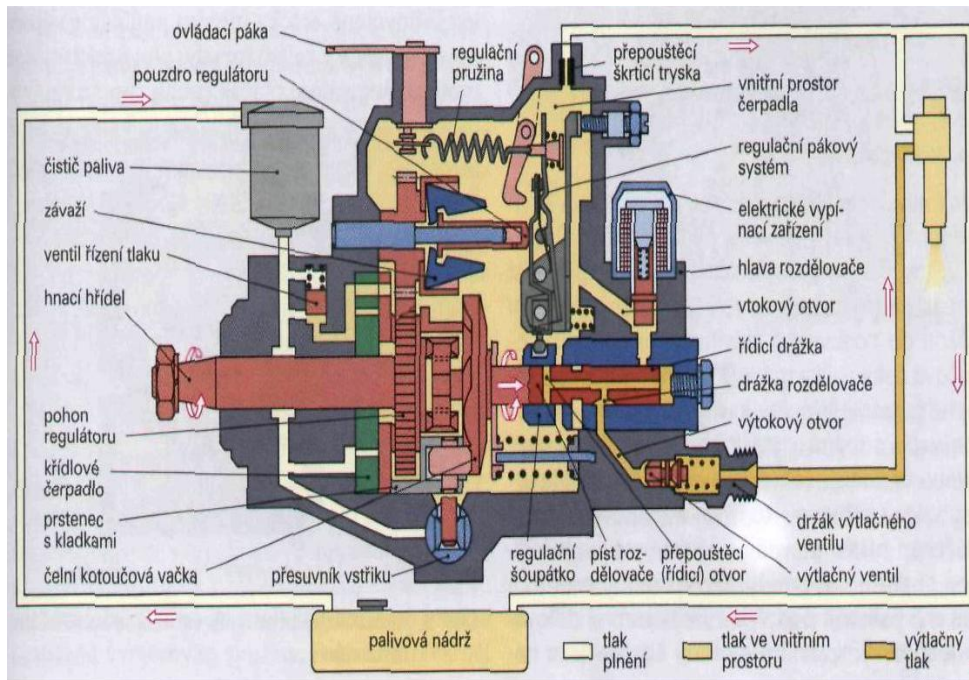 ovládací páka
pouzdro regulátoru
regulační
pružina
přepouštěcí
škrticí tryska
vnitřní prostor
čerpadla
regulační pákový
systém
elektrické vypí-
nací zařízení
hlava rozdělovače
vtokový otvor
řídicí drážka
drážka rozdělovače
výtokový otvor
čistič paliva
závaží
ventil řízení tlaku
hnací hřídel
pohon
regulátoru
křídlové
čerpadlo
prstenec
s kladkami
čelní kotoučová vačka
přesuvník vstřiku
regulační
šoupátko
píst roz-
dělovače
přepouštěcí
(řídicí) otvor
držák výtlačného
ventilu
výtlačný ventil
palivová nádrž
tlak
plnění
tlak ve vnitřním
prostoru
výtlačný
tlak